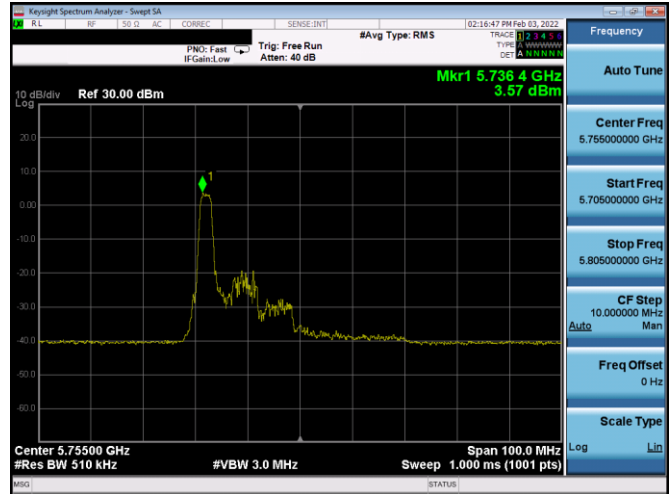 Keysight Spectrum Analyzer - Swept SA
LXI RL RF 50 Ω AC CORREC SENSE:INT 02:16:47 PM Feb 03, 2022
#Avg Type: RMS TRACE 1 2 3 4 5 6
PNO: Fast Trig: Free Run TYPE A WWWWW
IFGain:Low Atten: 40 dB DET A N N N N N
Mkr1 5.736 4 GHz
3.57 dBm
10 dB/div Ref 30.00 dBm
Log
20.0
10.0
0.00
-10.0
-20.0
-30.0
-40.0
-50.0
-60.0
1
Center 5.75500 GHz Span 100.0 MHz
#Res BW 510 kHz #VBW 3.0 MHz Sweep 1.000 ms (1001 pts)
MSG STATUS
Frequency
Auto Tune
Center Freq
5.755000000 GHz
Start Freq
5.705000000 GHz
Stop Freq
5.805000000 GHz
CF Step
10.000000 MHz
Auto Man
Freq Offset
0 Hz
Scale Type
Log Lin